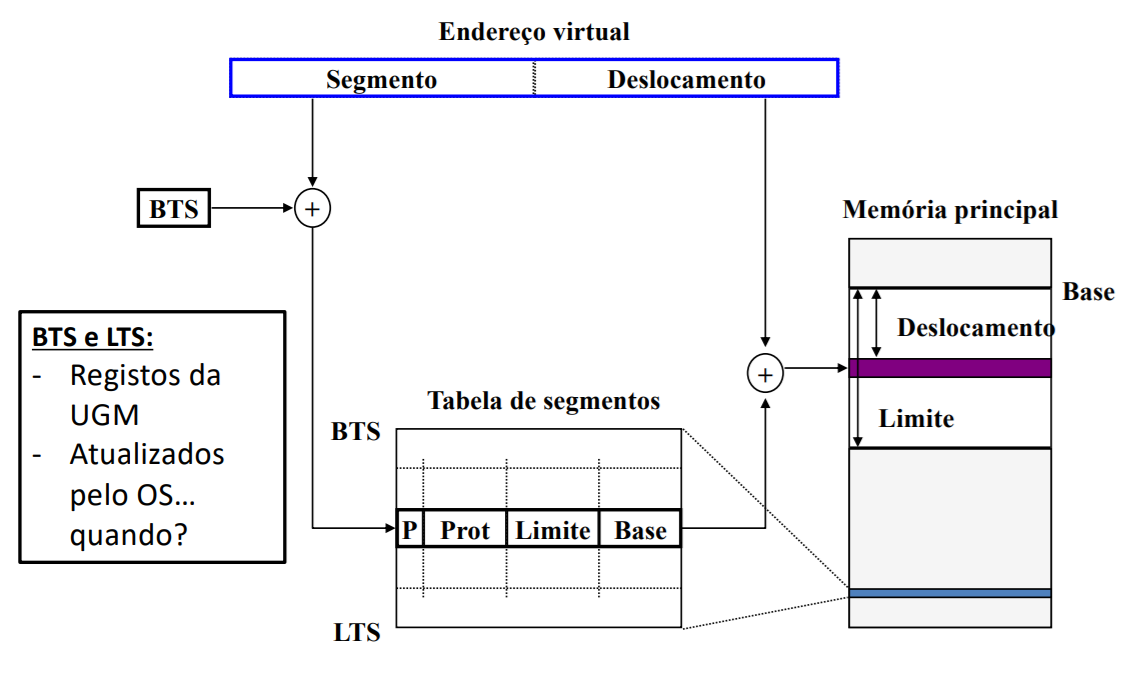 Endereço virtual
Segmento Deslocamento
BTS +
Memória principal
Base
Deslocamento
Limite
BTS e LTS:
- Registos da
UGM
- Atualizados
pelo OS...
quando?
+
Tabela de segmentos
BTS
P Prot Limite Base
LTS